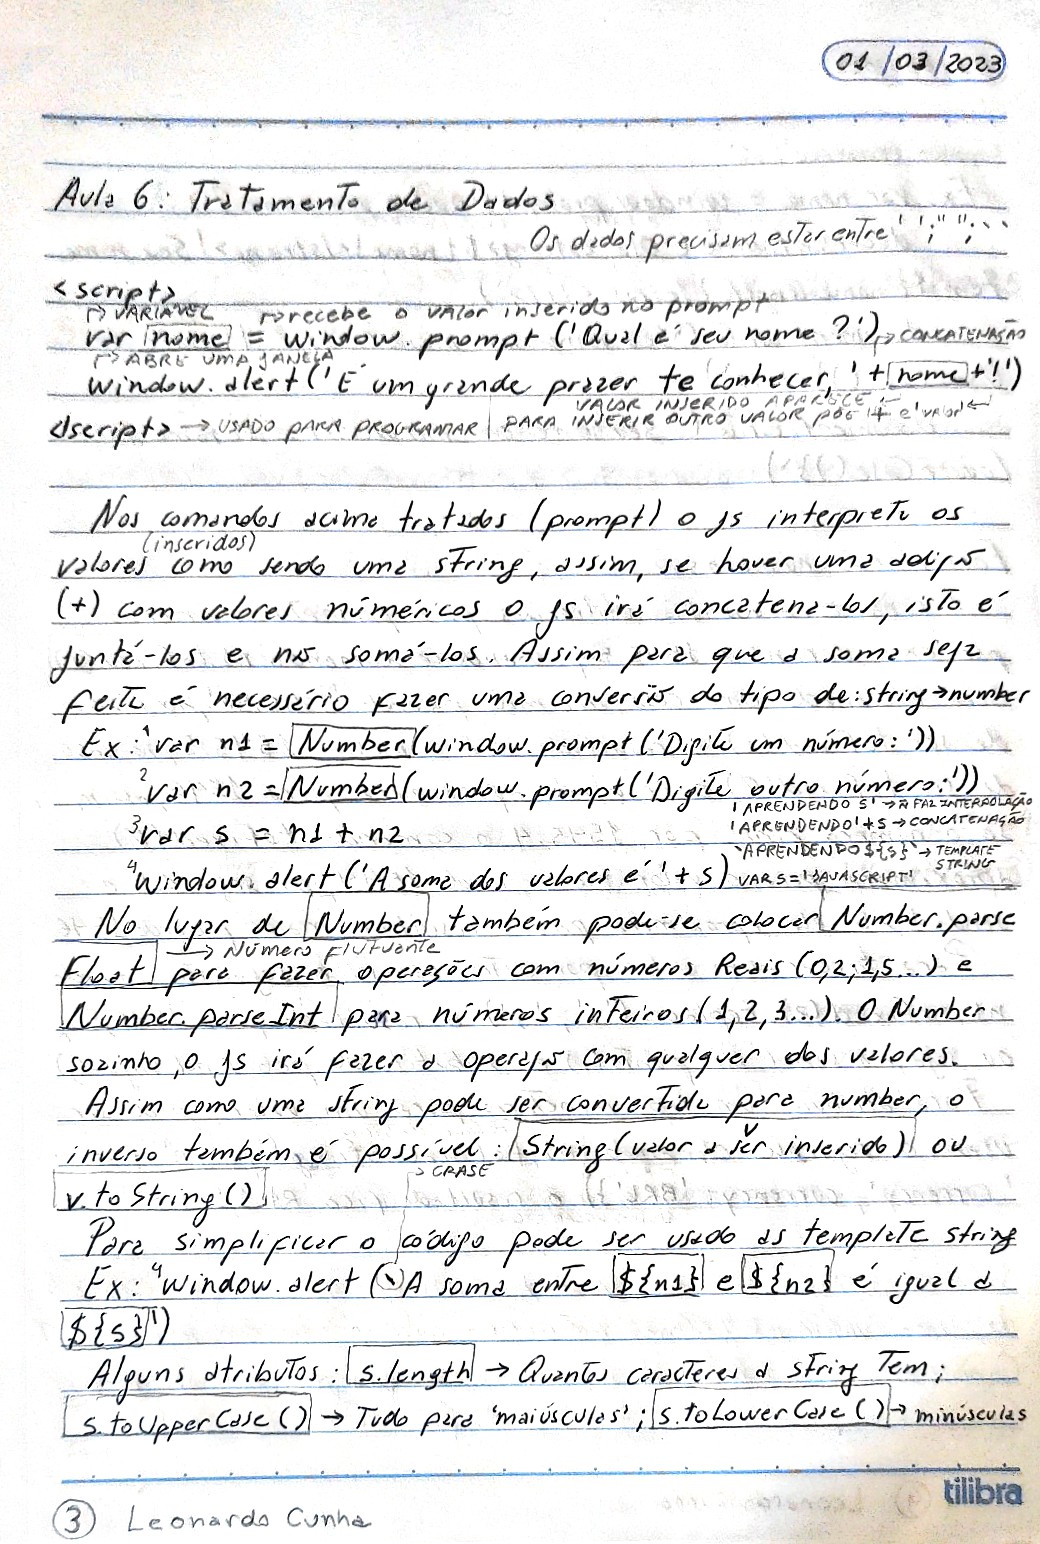 01/03/2023
Aula 6: Tratamento de Dados
Os dados precisam estar entre ' '; " "; ` `
<script>
↱ VARIÁVEL ↱ recebe o valor inserido no prompt
var nome = window.prompt ('Qual é seu nome ?') → CONCATENAÇÃO
↱ ABRE UMA JANELA
window.alert('É um grande prazer te conhecer, ' + nome + '!')
VALOR INSERIDO APARECE
</script> → USADO PARA PROGRAMAR | PARA INSERIR OUTRO VALOR PÕE + e 'valor'
Nos comandos acima tratados (prompt) o js interpreta os
(inseridos)
valores como sendo uma string, assim, se hover uma adição
(+) com valores núméricos o js irá concatena-los, isto é
juntá-los e não somá-los. Assim para que a soma seja
feita é necessário fazer uma conversão do tipo de: string→number
Ex: ¹var n1 = Number(window.prompt('Digite um número:'))
²var n2 = Number(window.prompt('Digite outro número:'))
'APRENDENDO S' → Ñ FAZ INTERPOLAÇÃO
³var s = n1 + n2 'APRENDENDO' + S → CONCATENAÇÃO
`APRENDENDO ${s}` → TEMPLATE STRING
⁴Window.alert('A soma dos valores é ' + s) VAR S = 'JAVASCRIPT'
No lugar de Number também pode-se colocar Number.parse
→ Número flutuante
Float para fazer operações com números Reais (0,2; 1,5...) e
Number.parseInt para números inteiros (1, 2, 3...). O Number
sozinho, o js irá fazer a operação com qualquer dos valores.
Assim como uma string pode ser convertida para number, o
inverso também é possível: String(valor a ser inserido) ou
→ CRASE
v.toString()
Para simplificar o código pode ser usado as template string
Ex: ⁴Window.alert (`A soma entre ${n1} e ${n2} é igual a
${s}`)
Alguns atributos: s.length → Quantos caracteres a string Tem;
s.toUpperCase () → Tudo para 'maiúsculas'; s.toLowerCase () → minúsculas
tilibra
3 Leonardo Cunha